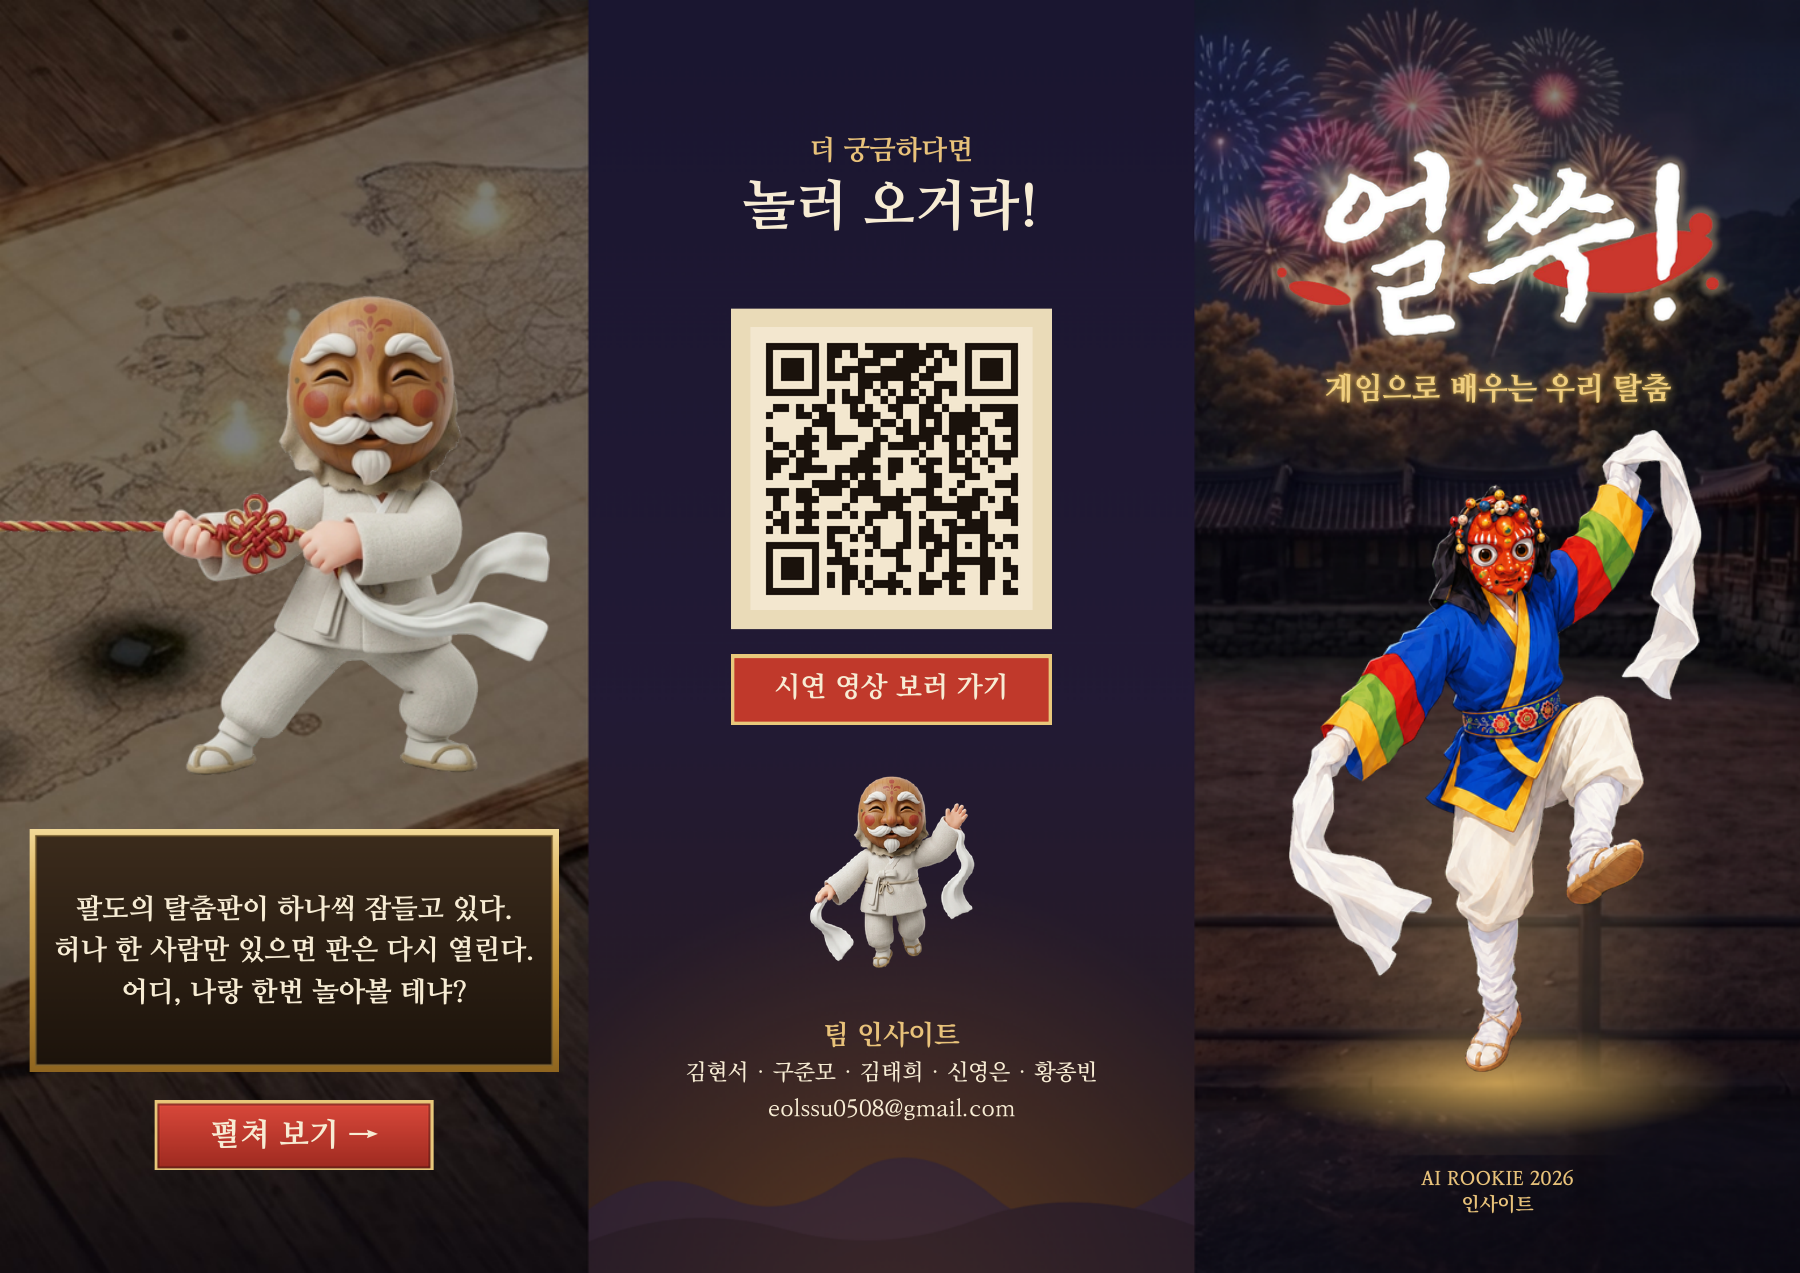 팔도의 탈춤판이 하나씩 잠들고 있다.
허나 한 사람만 있으면 판은 다시 열린다.
어디, 나랑 한번 놀아볼 테냐?
펼쳐 보기 →
더 궁금하다면
놀러 오거라!
시연 영상 보러 가기
팀 인사이트
김현서 · 구준모 · 김태희 · 신영은 · 황종빈
eolssu0508@gmail.com
얼쑤!
게임으로 배우는 우리 탈춤
AI ROOKIE 2026
인사이트